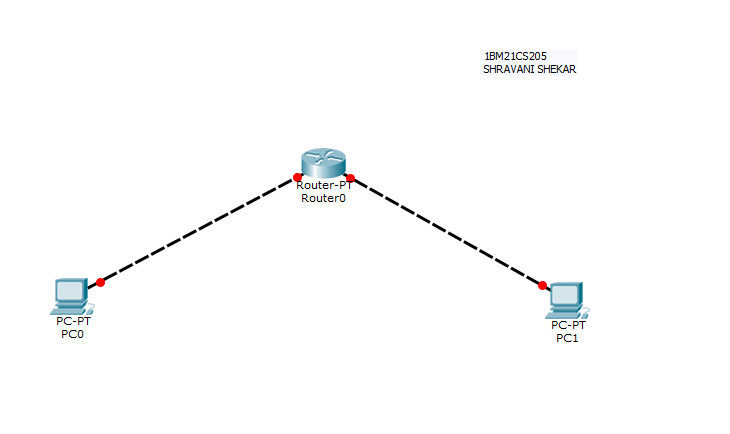 1BM21CS205
SHRAVANI SHEKAR
Router-PT
Router0
PC-PT
PC0
PC-PT
PC1